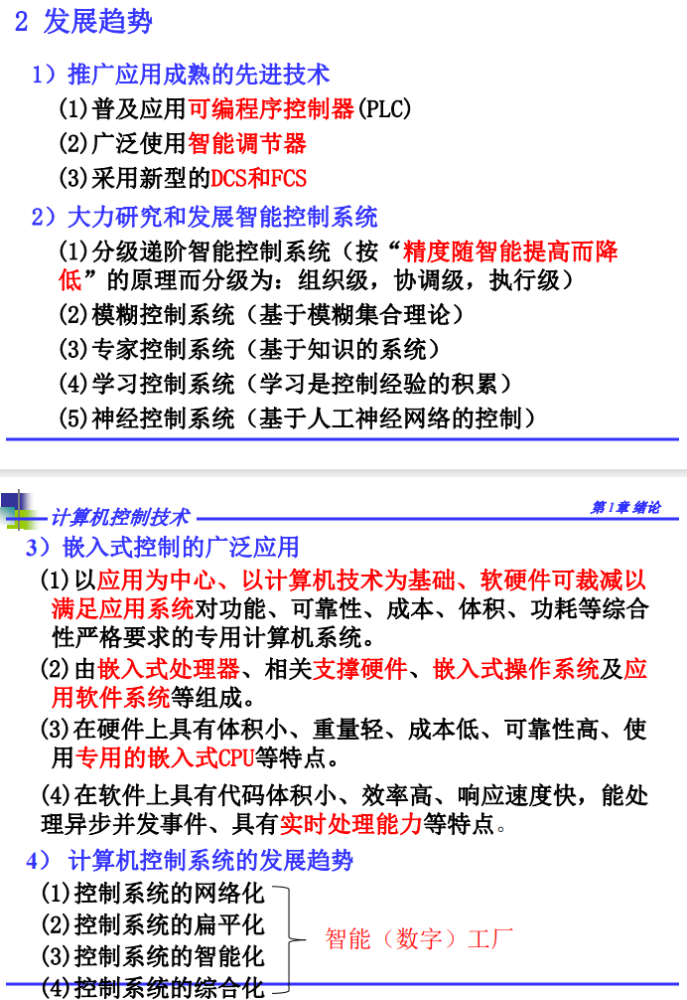 2 发展趋势
1）推广应用成熟的先进技术
(1)普及应用可编程序控制器(PLC)
(2)广泛使用智能调节器
(3)采用新型的DCS和FCS
2）大力研究和发展智能控制系统
(1)分级递阶智能控制系统（按“精度随智能提高而降
低”的原理而分级为：组织级，协调级，执行级）
(2)模糊控制系统（基于模糊集合理论）
(3)专家控制系统（基于知识的系统）
(4)学习控制系统（学习是控制经验的积累）
(5)神经控制系统（基于人工神经网络的控制）
计算机控制技术
第1章 绪论
3）嵌入式控制的广泛应用
(1)以应用为中心、以计算机技术为基础、软硬件可裁减以
满足应用系统对功能、可靠性、成本、体积、功耗等综合
性严格要求的专用计算机系统。
(2)由嵌入式处理器、相关支撑硬件、嵌入式操作系统及应
用软件系统等组成。
(3)在硬件上具有体积小、重量轻、成本低、可靠性高、使
用专用的嵌入式CPU等特点。
(4)在软件上具有代码体积小、效率高、响应速度快，能处
理异步并发事件、具有实时处理能力等特点。
4） 计算机控制系统的发展趋势
(1)控制系统的网络化
(2)控制系统的扁平化
智能（数字）工厂
(3)控制系统的智能化
(4)控制系统的综合化